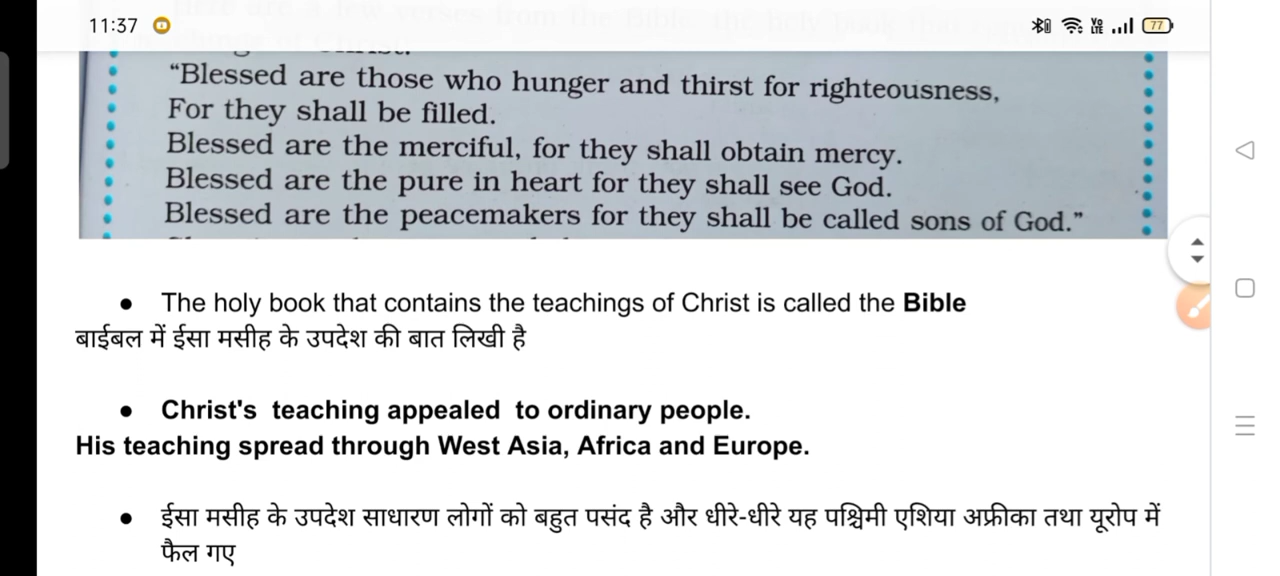 11:37
77
“Blessed are those who hunger and thirst for righteousness,
For they shall be filled.
Blessed are the merciful, for they shall obtain mercy.
Blessed are the pure in heart for they shall see God.
Blessed are the peacemakers for they shall be called sons of God.”
● The holy book that contains the teachings of Christ is called the Bible
बाईबल में ईसा मसीह के उपदेश की बात लिखी है
● Christ's teaching appealed to ordinary people.
His teaching spread through West Asia, Africa and Europe.
● ईसा मसीह के उपदेश साधारण लोगों को बहुत पसंद है और धीरे-धीरे यह पश्चिमी एशिया अफ्रीका तथा यूरोप में
फैल गए